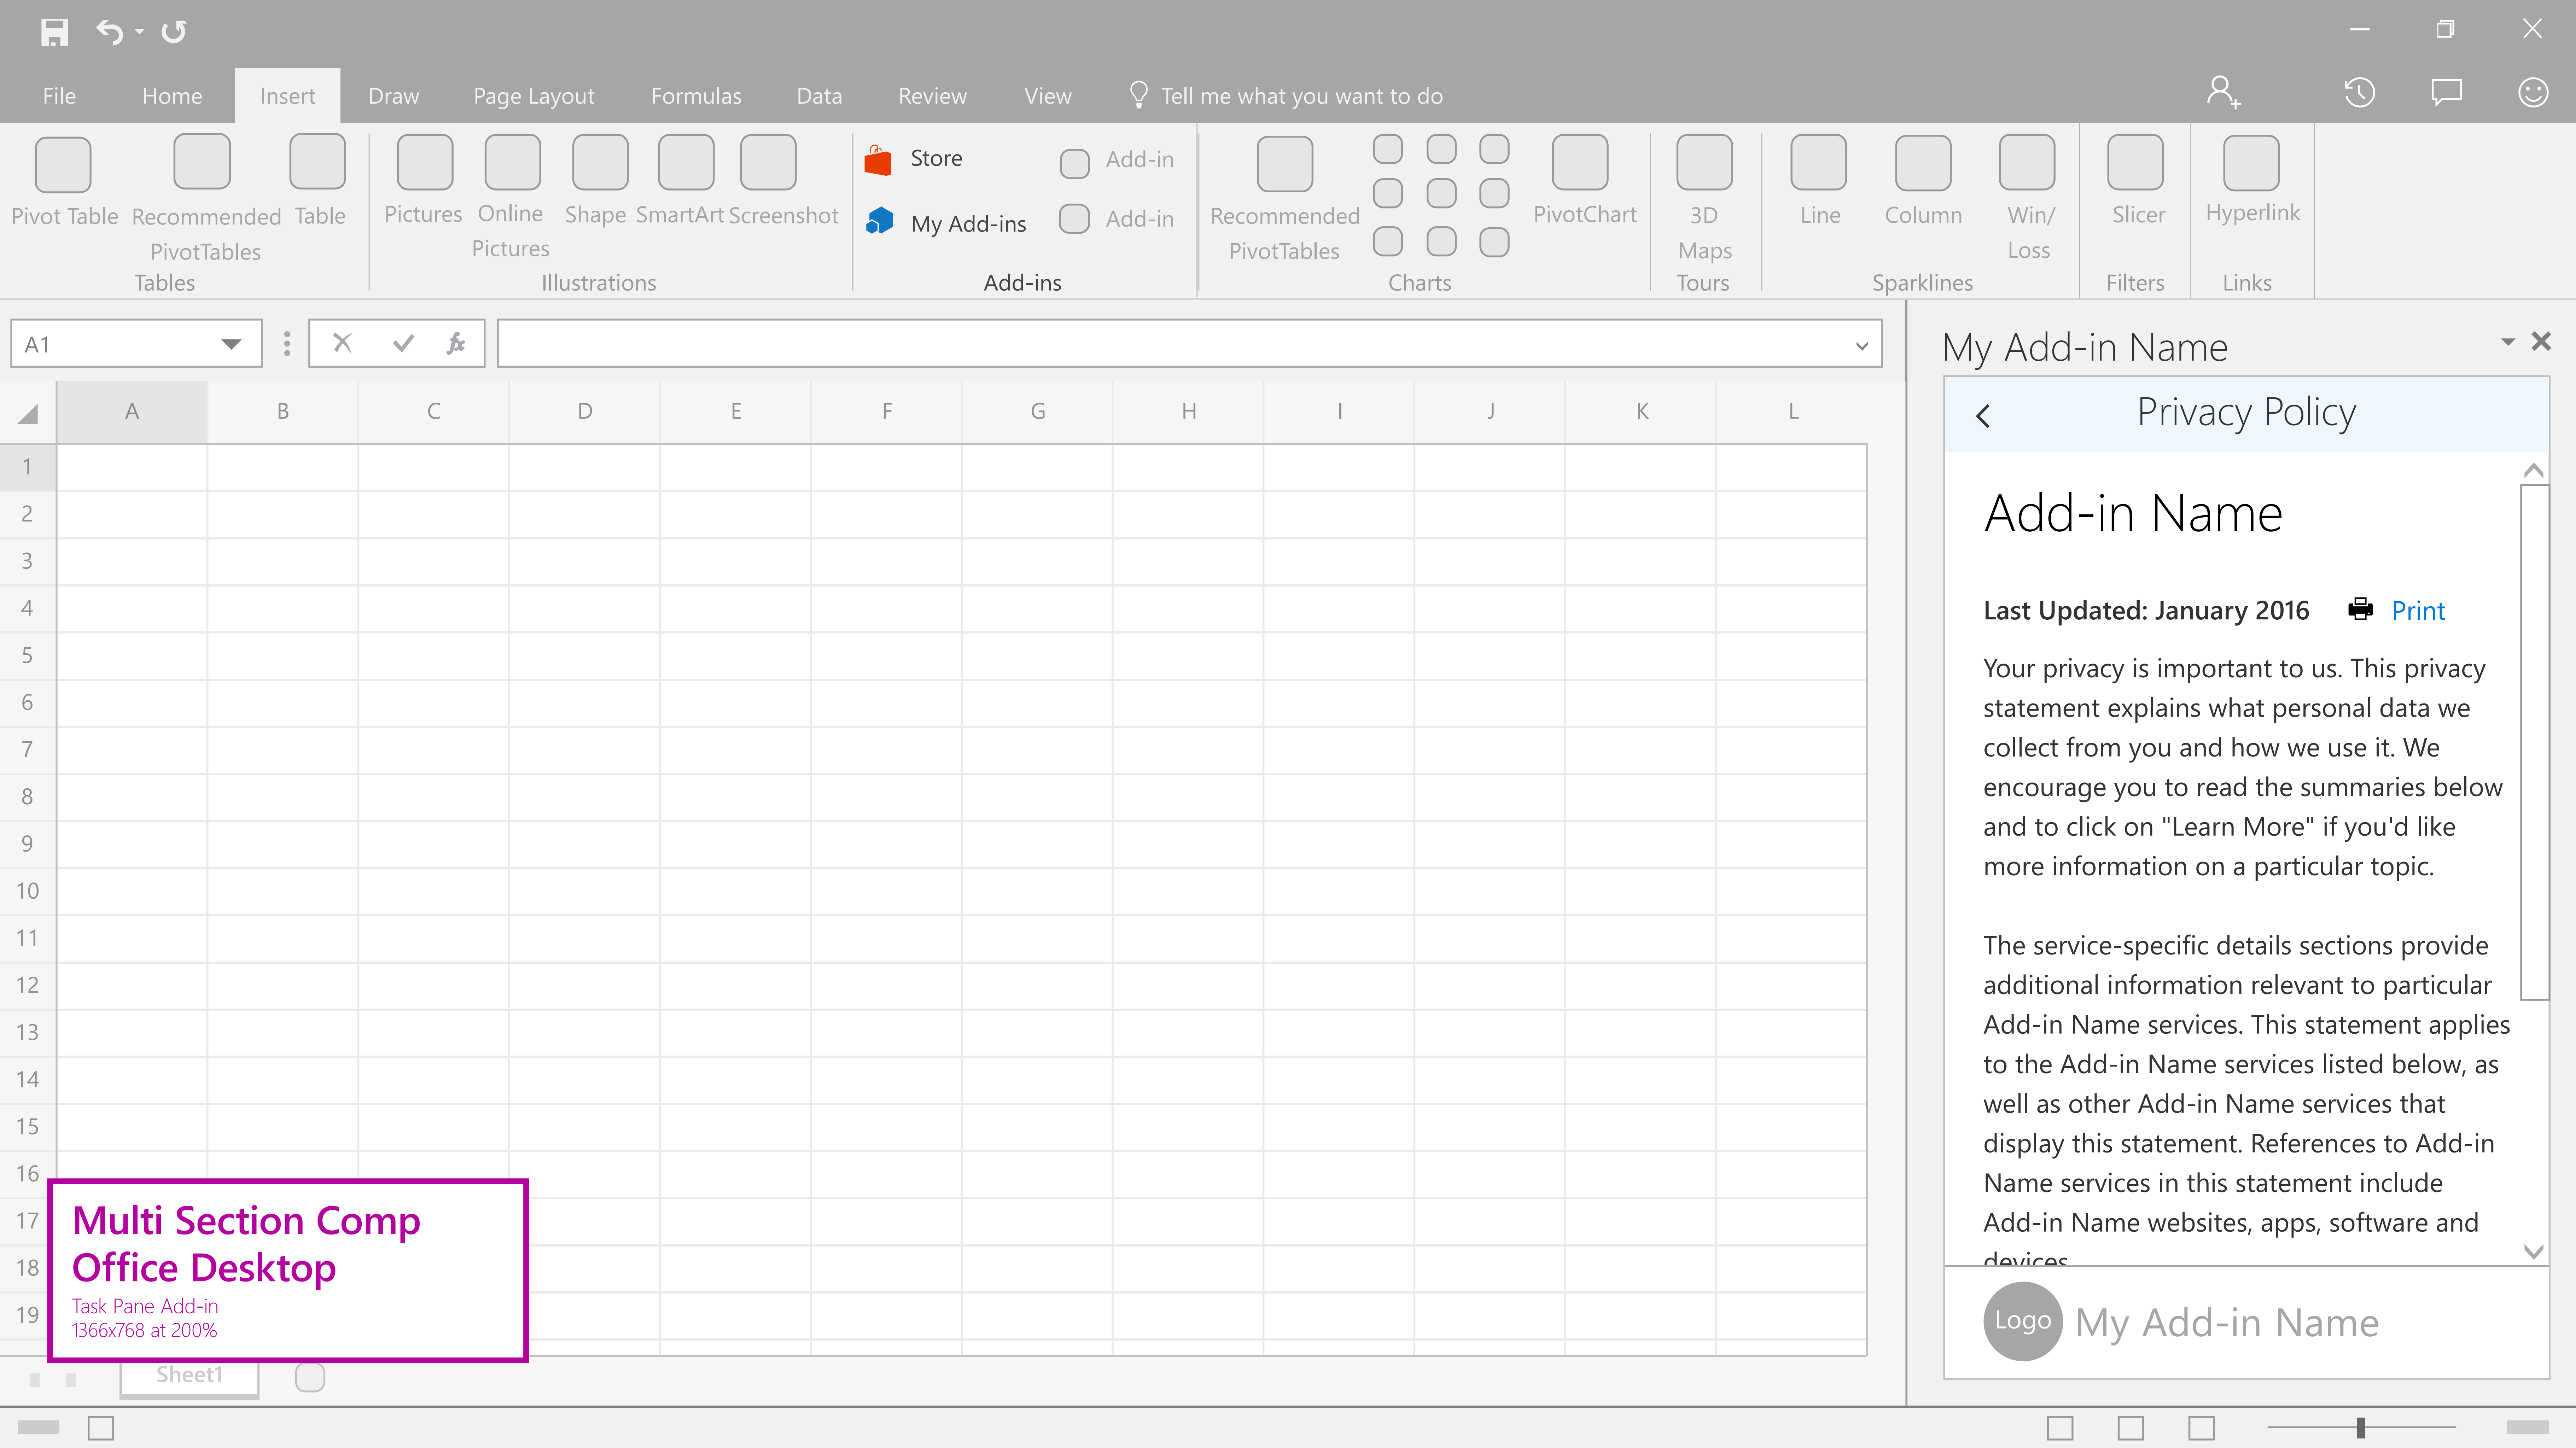 File Home Insert Draw Page Layout Formulas Data Review View Tell me what you want to do
Pivot Table
Recommended
PivotTables
Table
Tables
Pictures
Online
Pictures
Shape
SmartArt
Screenshot
Illustrations
Store
My Add-ins
Add-in
Add-in
Add-ins
Recommended
PivotTables
PivotChart
Charts
3D
Maps
Tours
Line
Column
Win/
Loss
Sparklines
Slicer
Filters
Hyperlink
Links
A1
fx
A B C D E F G H I J K L
1
2
3
4
5
6
7
8
9
10
11
12
13
14
15
16
17
18
19
Multi Section Comp
Office Desktop
Task Pane Add-in
1366x768 at 200%
Sheet1
My Add-in Name
Privacy Policy
Add-in Name
Last Updated: January 2016 Print
Your privacy is important to us. This privacy
statement explains what personal data we
collect from you and how we use it. We
encourage you to read the summaries below
and to click on "Learn More" if you'd like
more information on a particular topic.
The service-specific details sections provide
additional information relevant to particular
Add-in Name services. This statement applies
to the Add-in Name services listed below, as
well as other Add-in Name services that
display this statement. References to Add-in
Name services in this statement include
Add-in Name websites, apps, software and
devices
Logo My Add-in Name